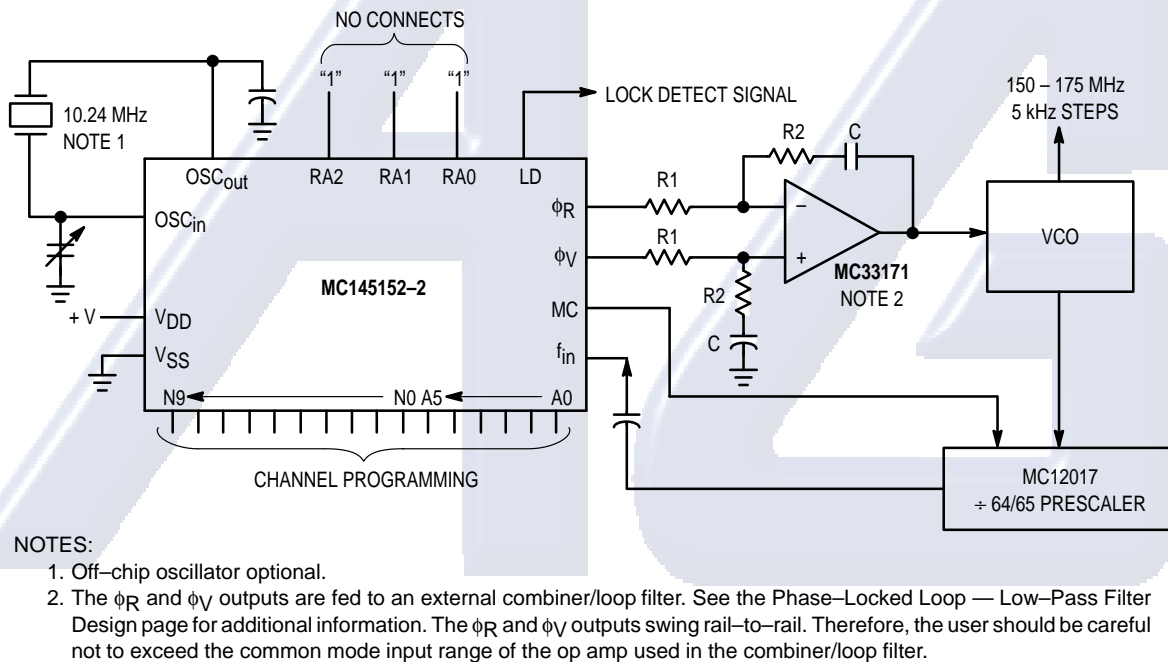 NO CONNECTS
“1” “1” “1”
10.24 MHz
NOTE 1
LOCK DETECT SIGNAL
150 – 175 MHz
5 kHz STEPS
OSCout RA2 RA1 RA0 LD
OSCin
ϕR
ϕV
MC
fin
R1
R1
R2
C
R2
C
–
+
MC33171
NOTE 2
VCO
MC145152–2
+ V
VDD
VSS
N9 N0 A5 A0
CHANNEL PROGRAMMING
MC12017
÷ 64/65 PRESCALER
NOTES:
1. Off–chip oscillator optional.
2. The ϕR and ϕV outputs are fed to an external combiner/loop filter. See the Phase–Locked Loop — Low–Pass Filter
Design page for additional information. The ϕR and ϕV outputs swing rail–to–rail. Therefore, the user should be careful
not to exceed the common mode input range of the op amp used in the combiner/loop filter.